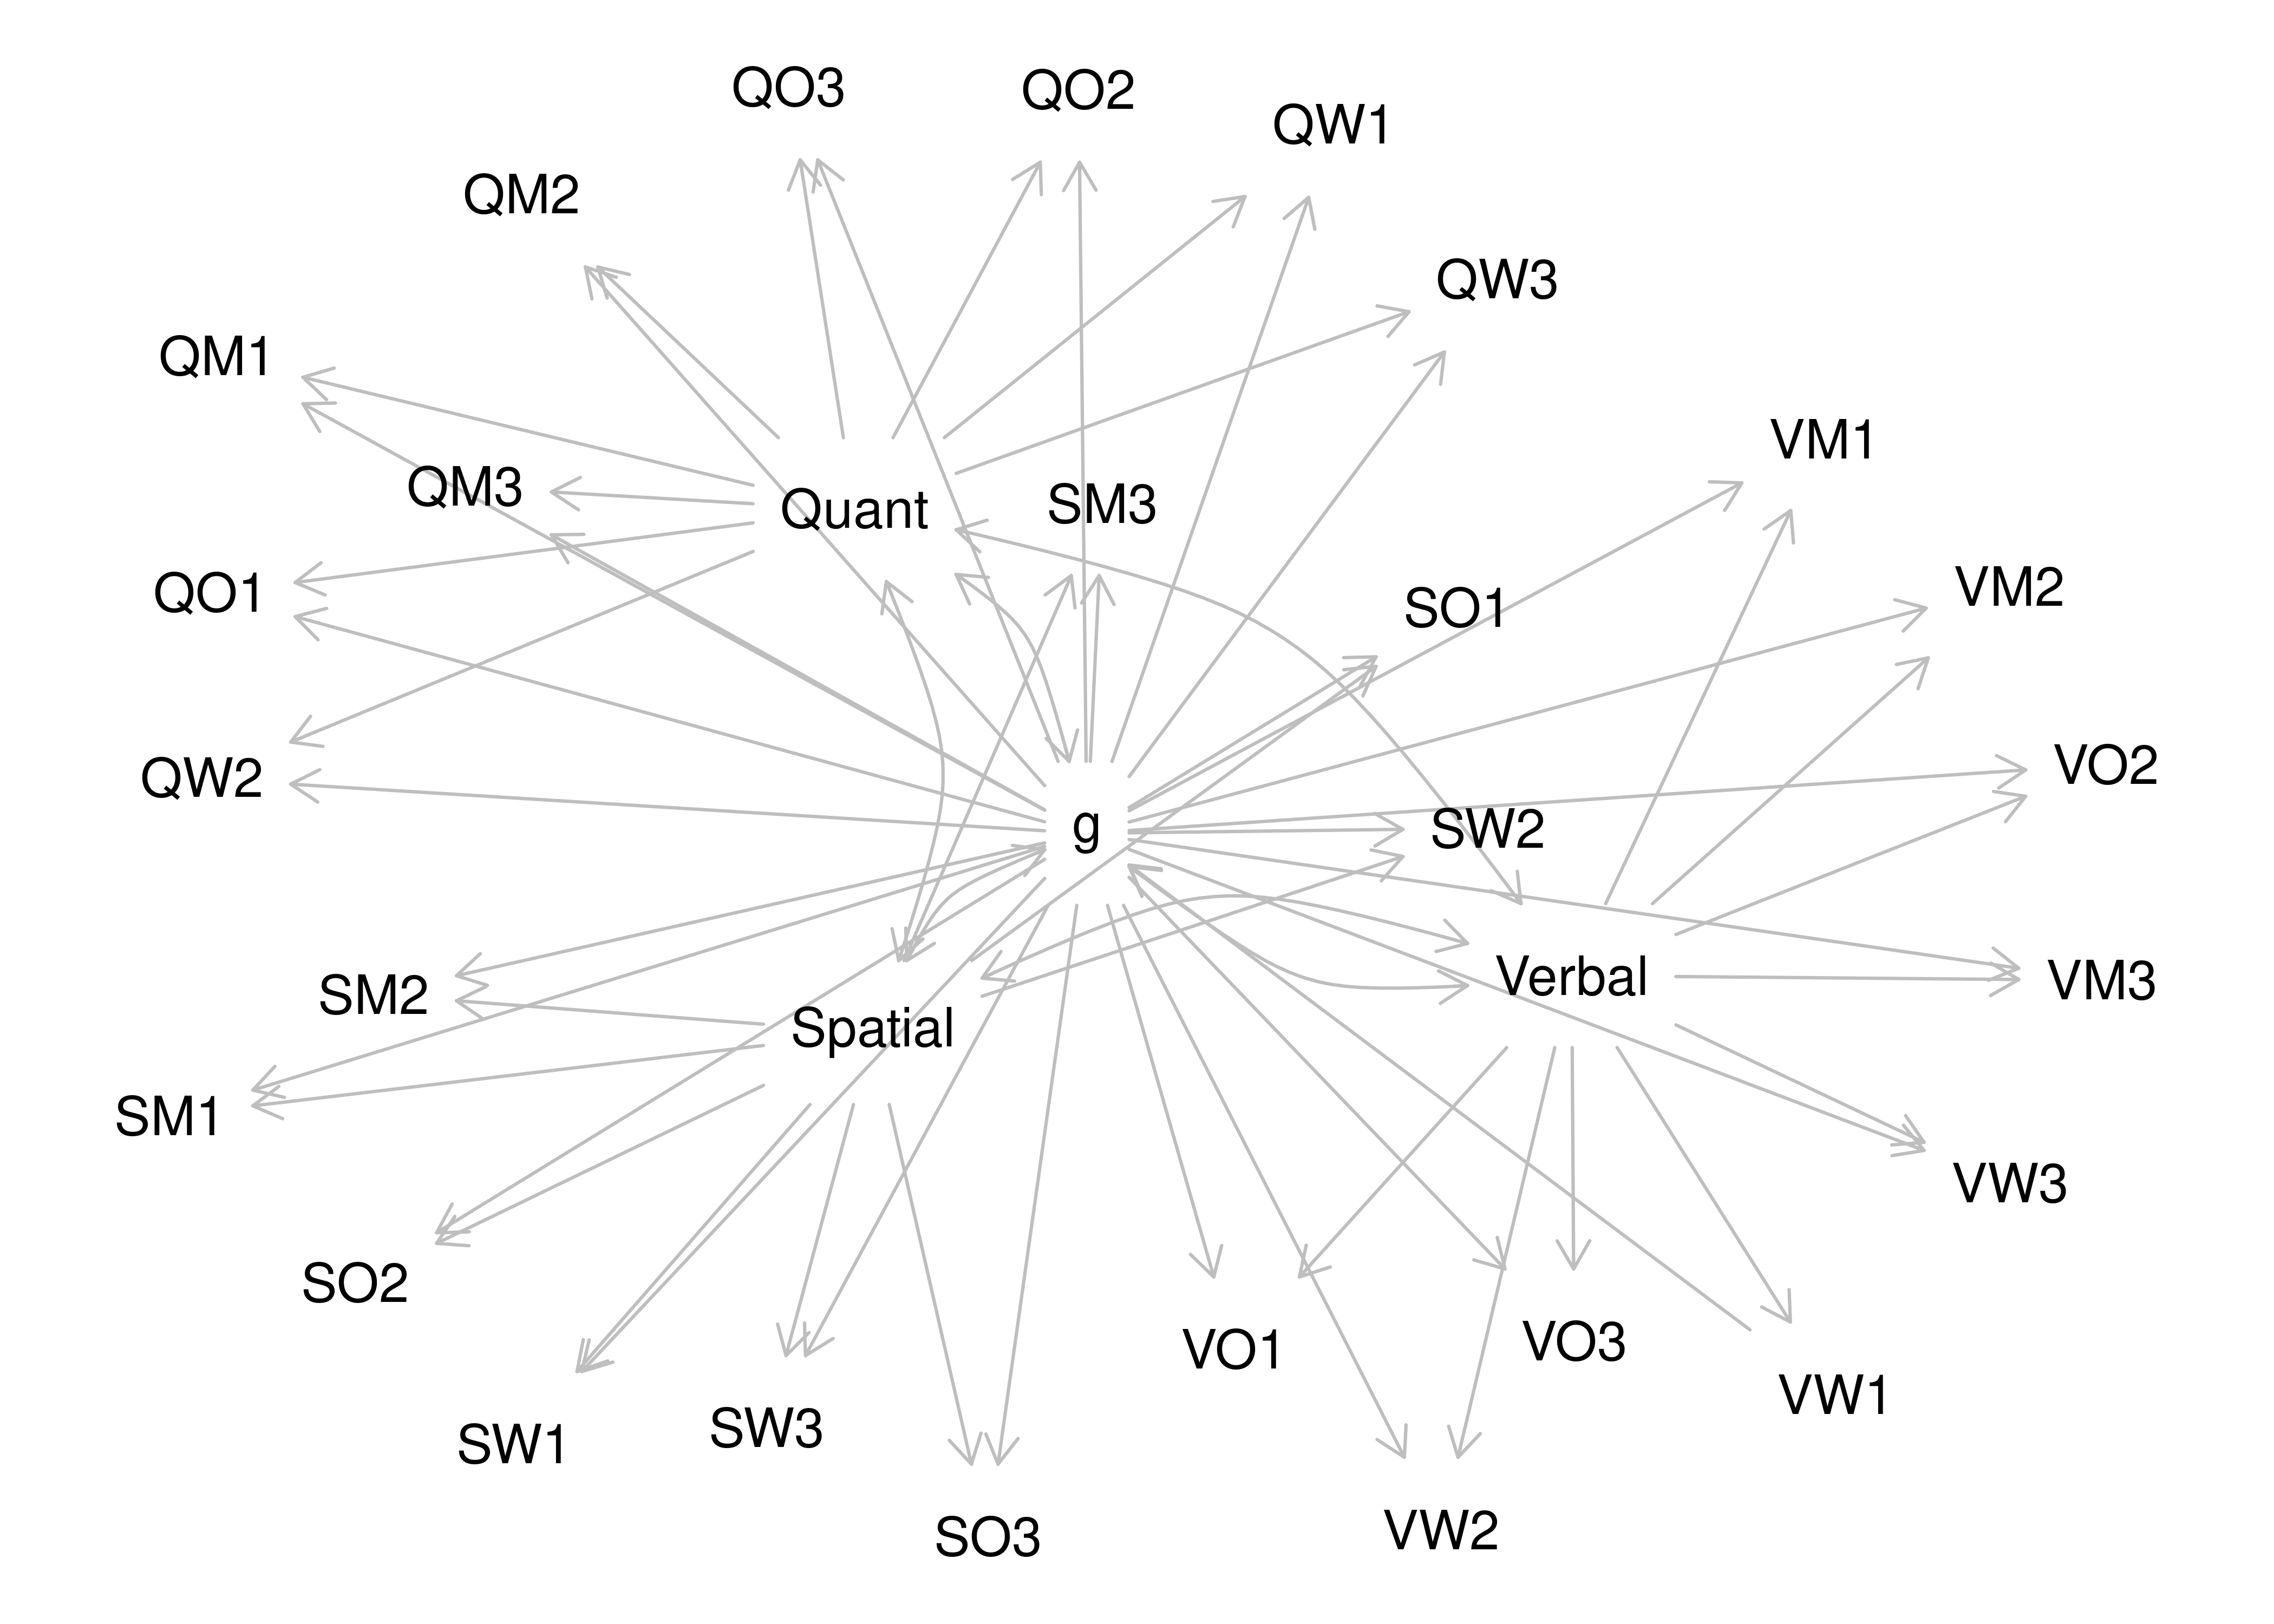 QO3
QO2
QW1
QM2
QW3
QM1
VM1
QM3
Quant
SM3
QO1
SO1
VM2
QW2
g
SW2
VO2
SM2
Spatial
Verbal
VM3
SM1
VW3
SO2
VO1
VO3
VW1
SW1
SW3
SO3
VW2